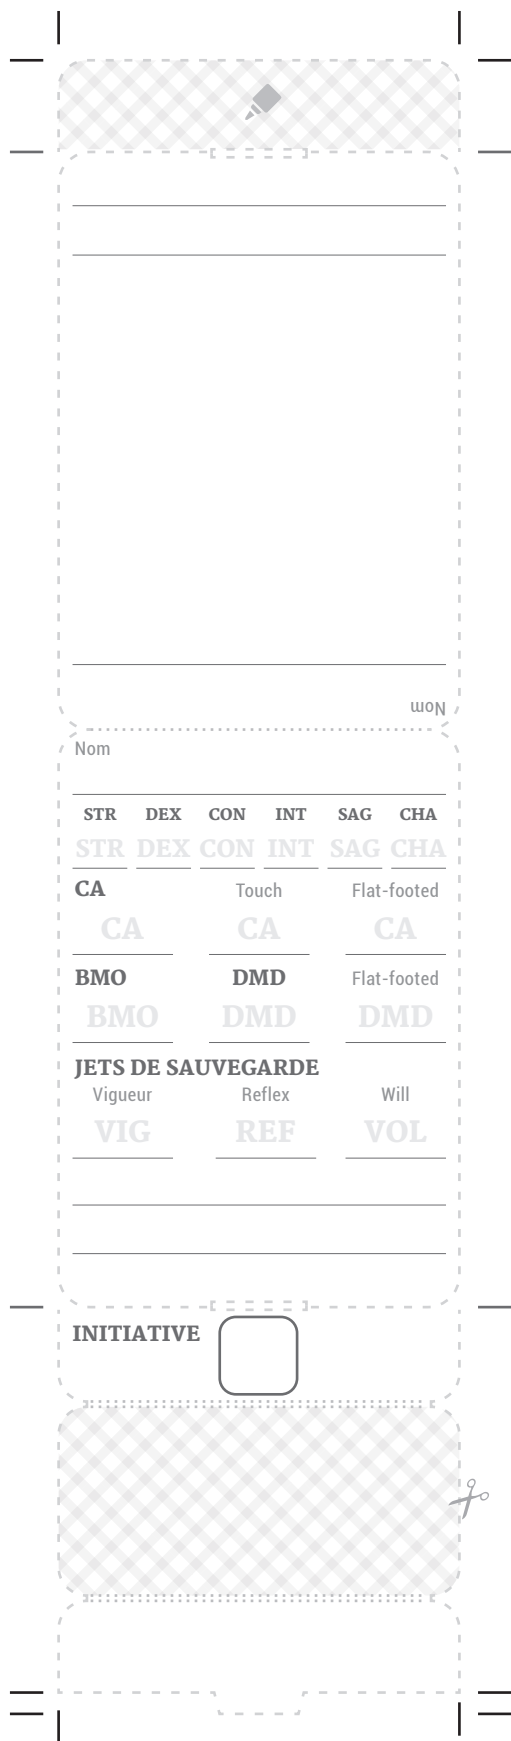 Nom
Nom
STR DEX CON INT SAG CHA
STR DEX CON INT SAG CHA
CA Touch Flat-footed
CA CA CA
BMO DMD Flat-footed
BMO DMD DMD
JETS DE SAUVEGARDE
Vigueur Reflex Will
VIG REF VOL
INITIATIVE